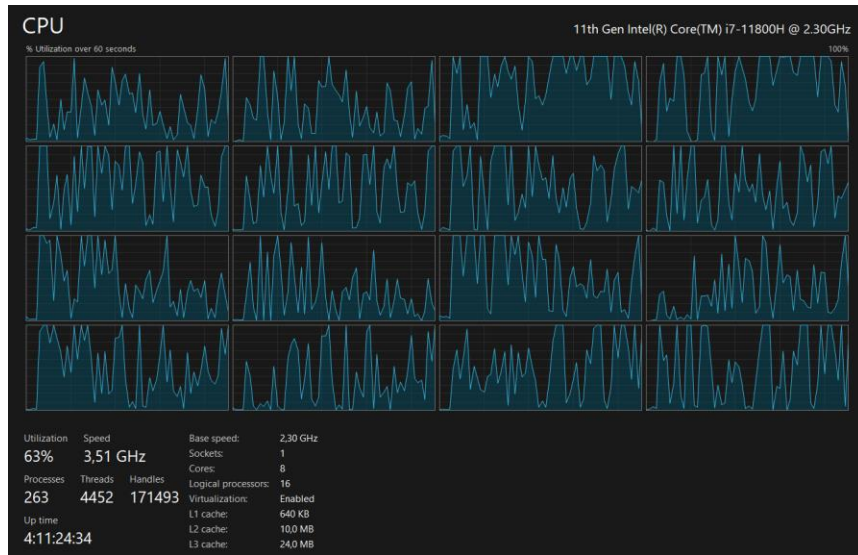 CPU
11th Gen Intel(R) Core(TM) i7-11800H @ 2.30GHz
% Utilization over 60 seconds
100%
Utilization
63%
Speed
3,51 GHz
Processes
263
Threads
4452
Handles
171493
Up time
4:11:24:34
Base speed: 2,30 GHz
Sockets: 1
Cores: 8
Logical processors: 16
Virtualization: Enabled
L1 cache: 640 KB
L2 cache: 10,0 MB
L3 cache: 24,0 MB